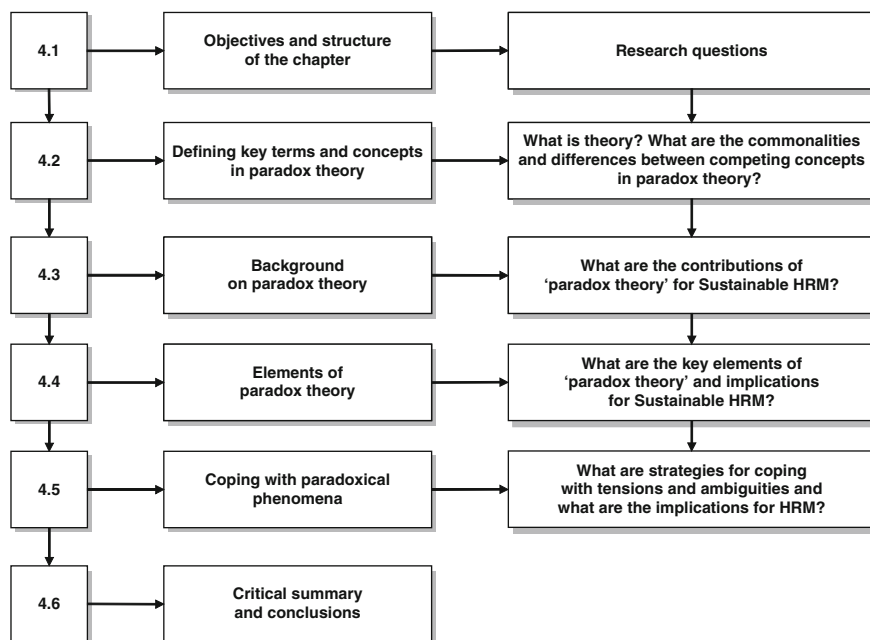 4.1
Objectives and structure
of the chapter
Research questions
4.2
Defining key terms and concepts
in paradox theory
What is theory? What are the commonalities
and differences between competing concepts
in paradox theory?
4.3
Background
on paradox theory
What are the contributions of
‘paradox theory’ for Sustainable HRM?
4.4
Elements of
paradox theory
What are the key elements of
‘paradox theory’ and implications
for Sustainable HRM?
4.5
Coping with paradoxical
phenomena
What are strategies for coping
with tensions and ambiguities and
what are the implications for HRM?
4.6
Critical summary
and conclusions